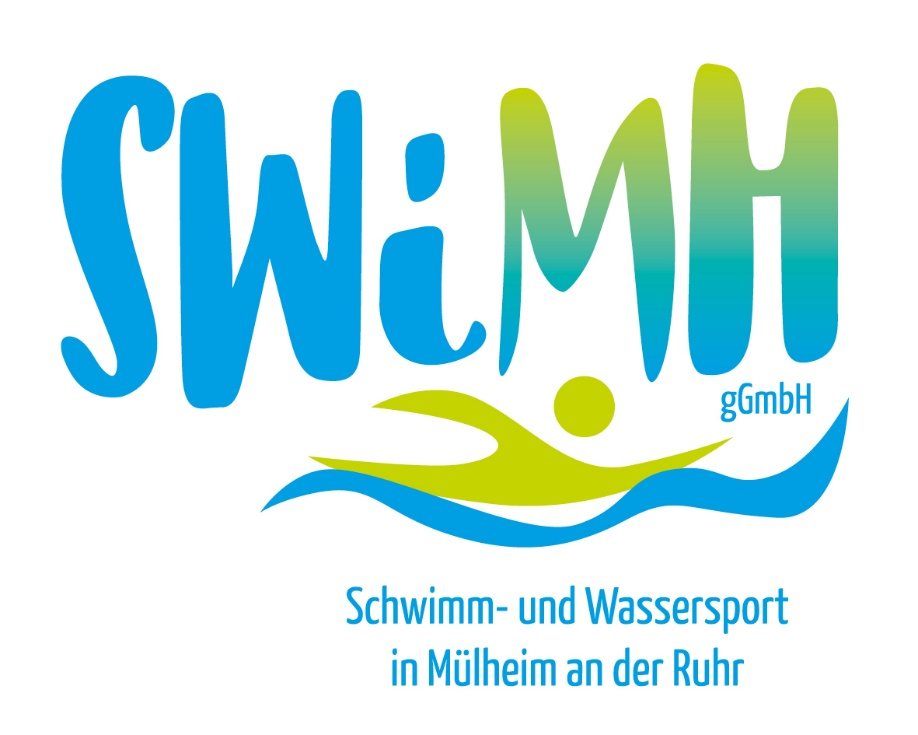 SWiMH
gGmbH
Schwimm- und Wassersport
in Mülheim an der Ruhr